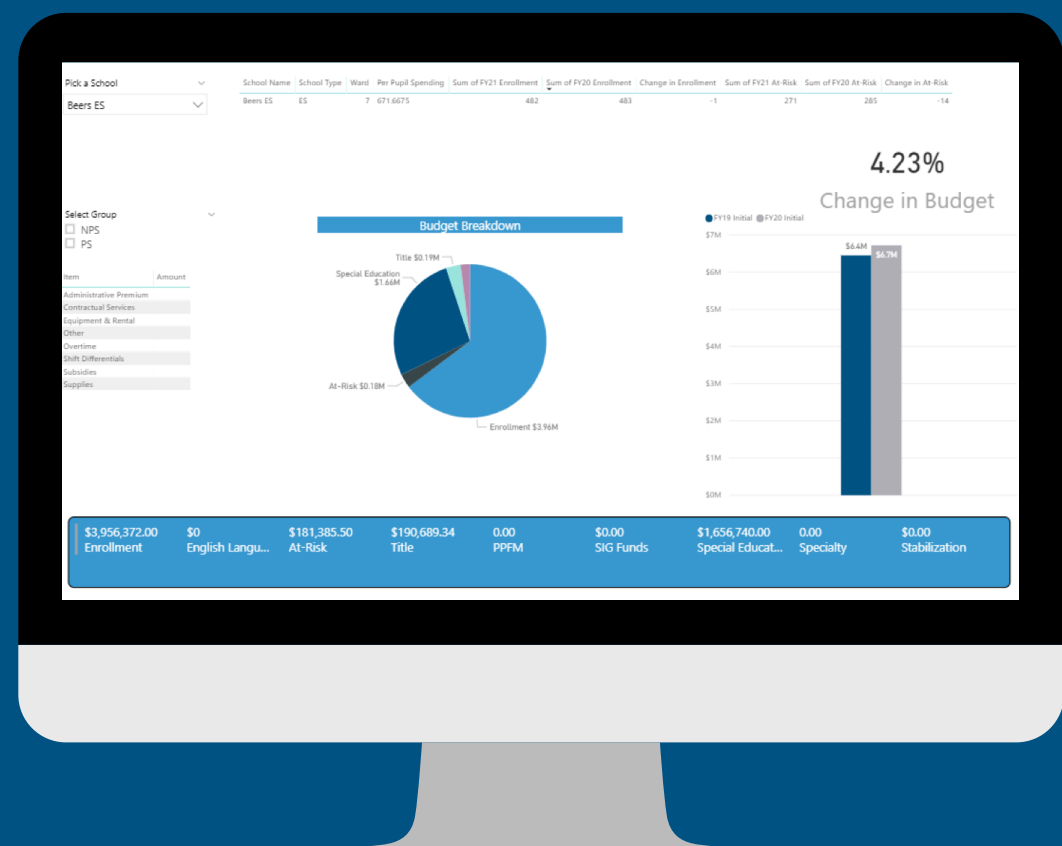 Pick a School
Beers ES
School Name School Type Ward Per Pupil Spending Sum of FY21 Enrollment Sum of FY20 Enrollment Change in Enrollment Sum of FY21 At-Risk Sum of FY20 At-Risk Change in At-Risk
Beers ES ES 7 671.6675 482 483 -1 271 285 -14
4.23%
Change in Budget
Select Group
NPS
PS
Item Amount
Administrative Premium
Contractual Services
Equipment & Rental
Other
Overtime
Shift Differentials
Subsidies
Supplies
Budget Breakdown
Title $0.19M
Special Education
$1.66M
At-Risk $0.18M
Enrollment $3.96M
FY19 Initial FY20 Initial
$7M
$6M
$5M
$4M
$3M
$2M
$1M
$0M
$6.4M
$6.7M
$3,956,372.00 $0 $181,385.50 $190,689.34 0.00 $0.00 $1,656,740.00 0.00 $0.00
Enrollment English Langu... At-Risk Title PPFM SIG Funds Special Educat... Specialty Stabilization